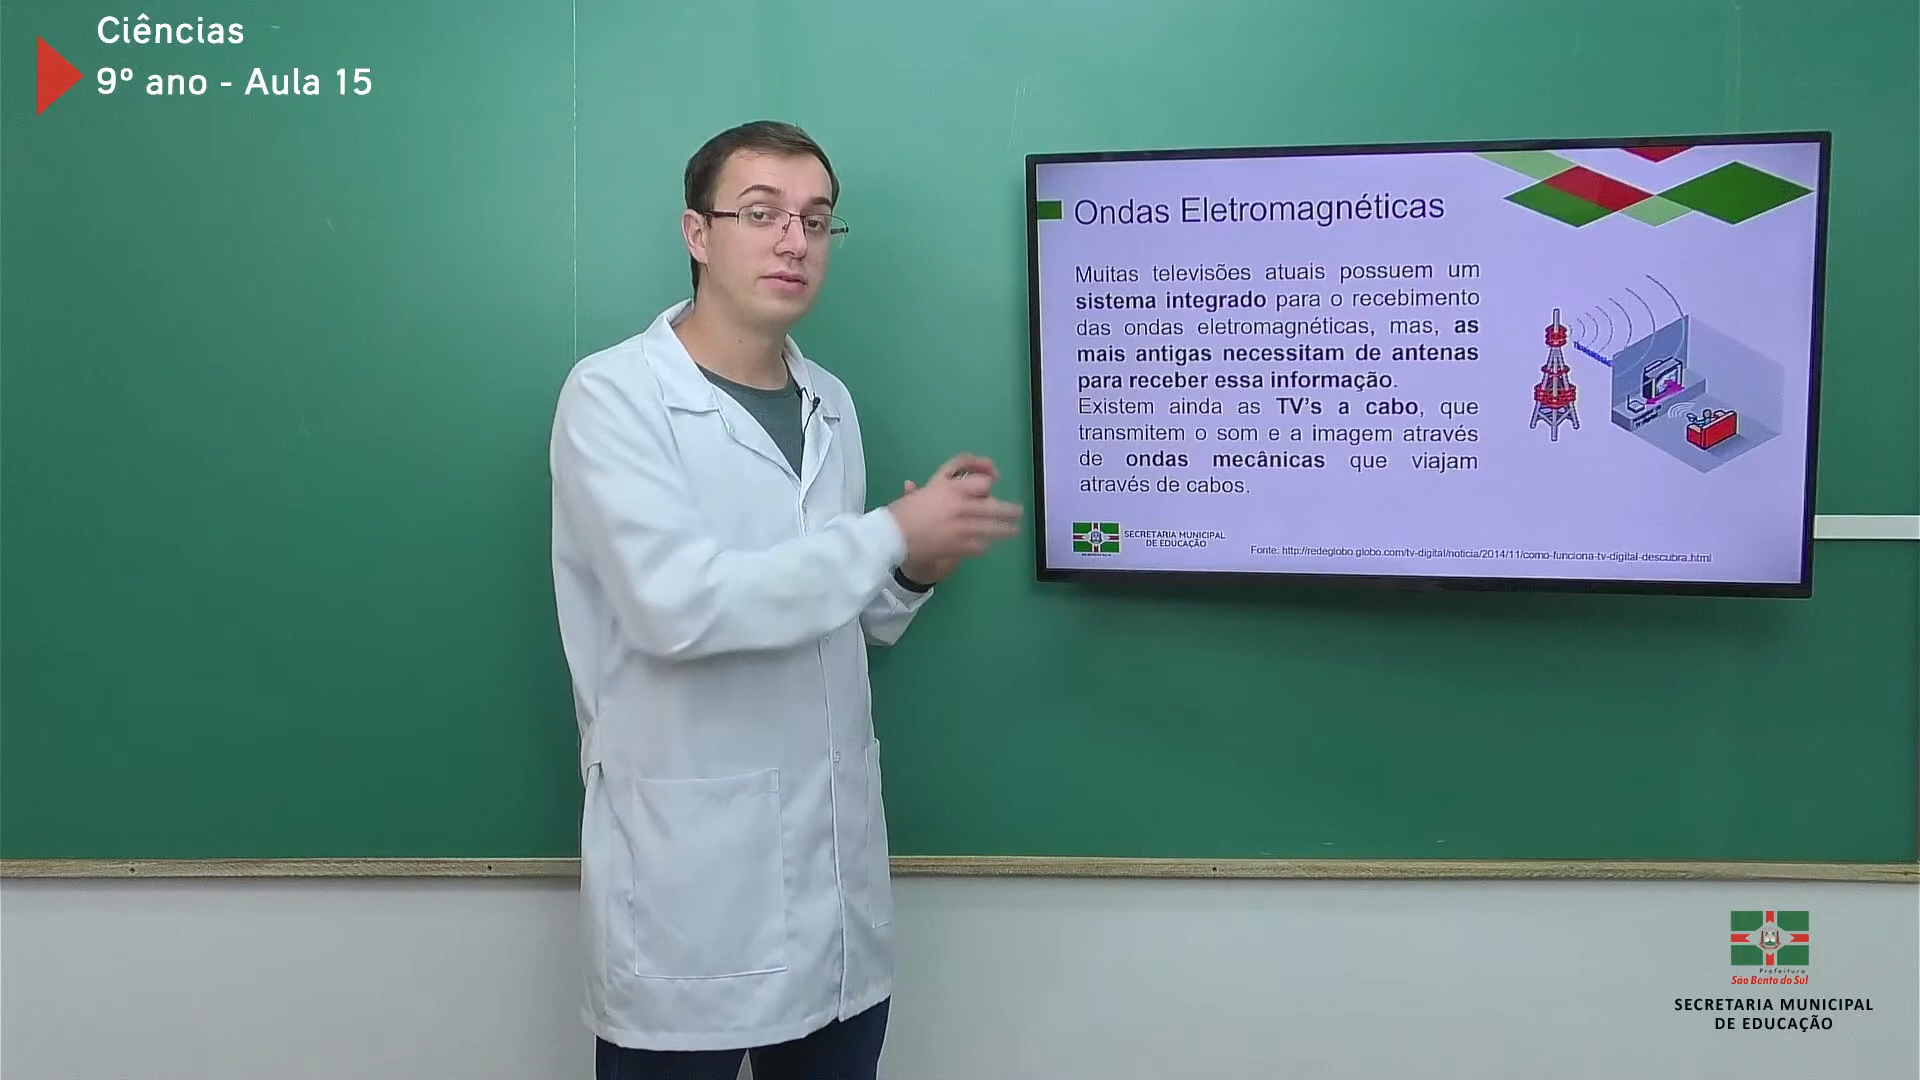 Ciências
9º ano - Aula 15
Ondas Eletromagnéticas
Muitas televisões atuais possuem um
sistema integrado para o recebimento
das ondas eletromagnéticas, mas, as
mais antigas necessitam de antenas
para receber essa informação.
Existem ainda as TV's a cabo, que
transmitem o som e a imagem através
de ondas mecânicas que viajam
através de cabos.
SECRETARIA MUNICIPAL
DE EDUCAÇÃO
Fonte: http://redeglobo.globo.com/tv-digital/noticia/2014/11/como-funciona-tv-digital-descubra.html
Prefeitura
São Bento do Sul
SECRETARIA MUNICIPAL
DE EDUCAÇÃO